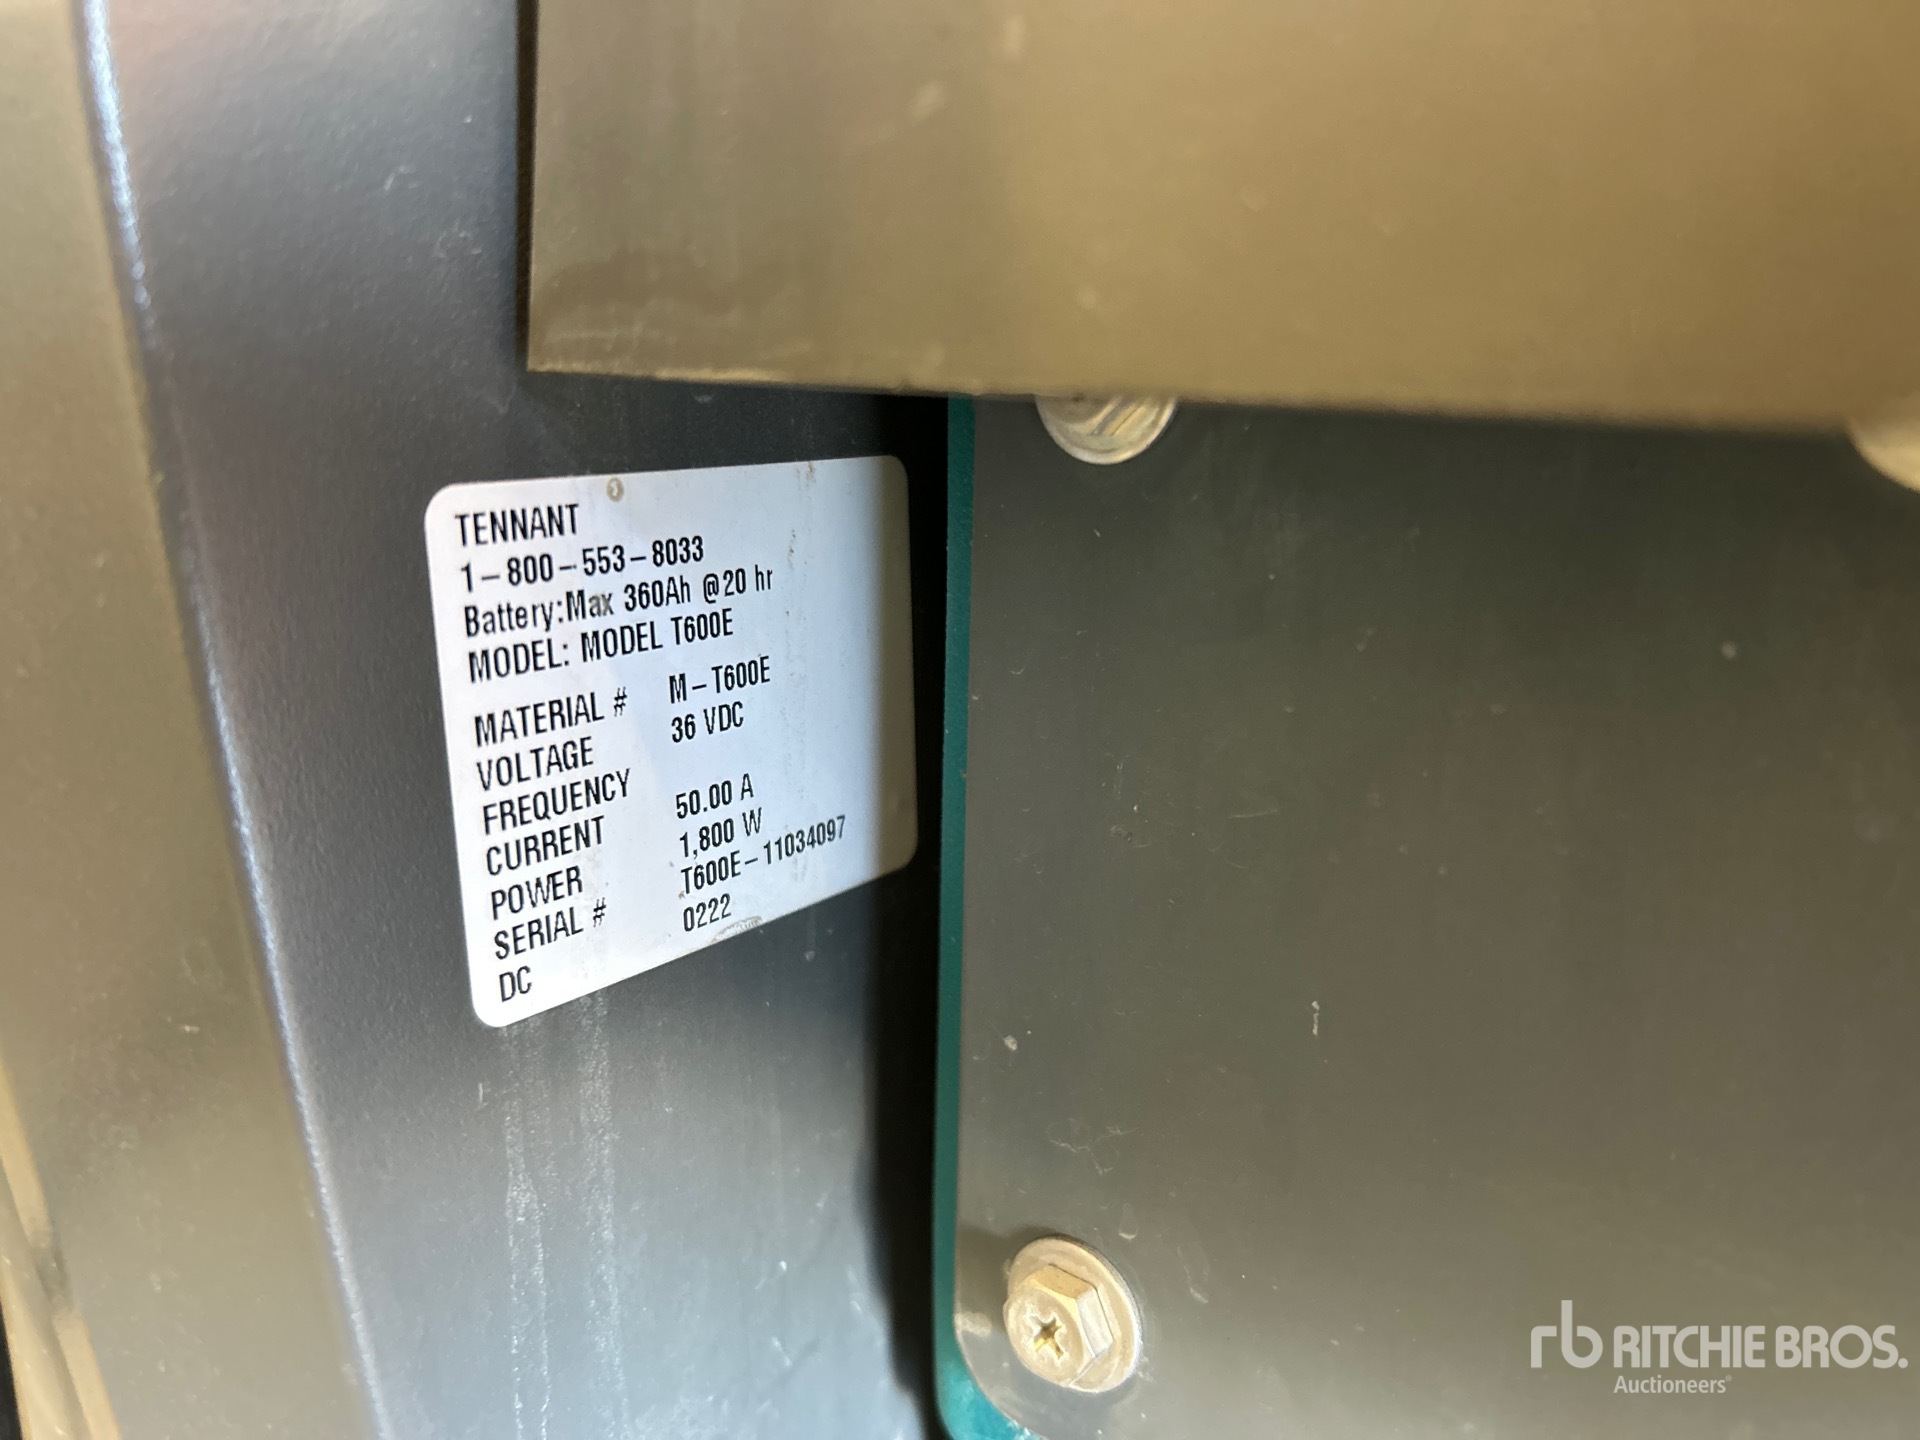 TENNANT
1-800-553-8033
Battery:Max 360Ah @20 hr
MODEL: MODEL T600E
MATERIAL # M-T600E
VOLTAGE 36 VDC
FREQUENCY
CURRENT 50.00 A
POWER 1,800 W
SERIAL # T600E-11034097
DC 0222
rb RITCHIE BROS.
Auctioneers